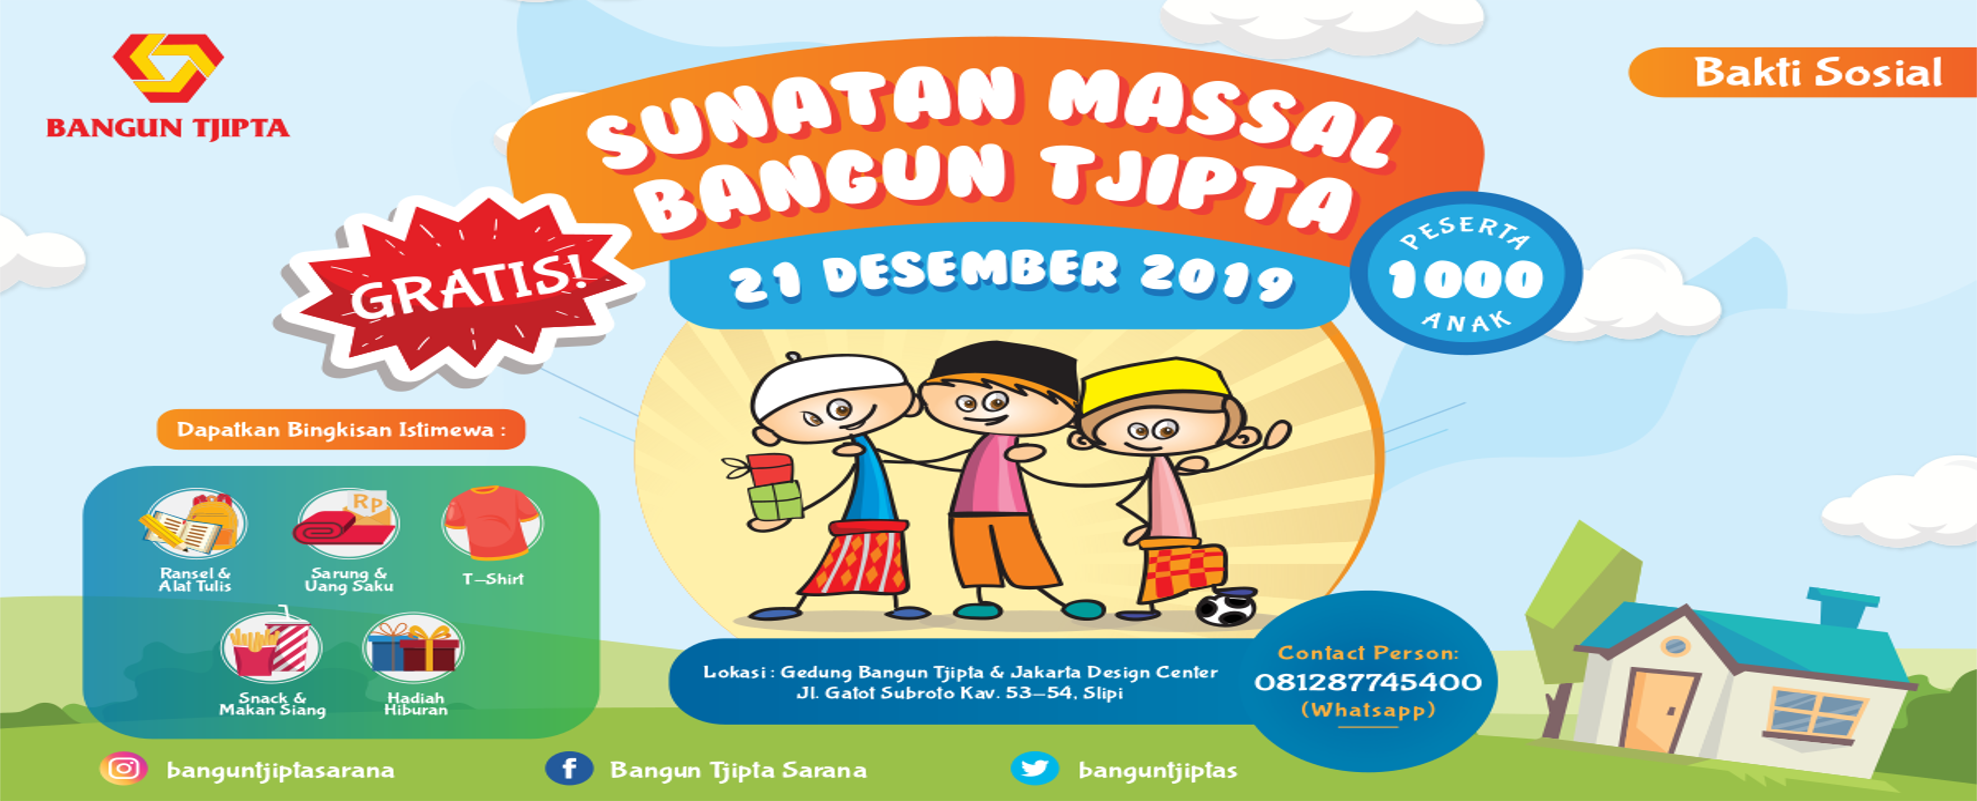 BANGUN TJIPTA
Bakti Sosial
SUNATAN MASSAL
BANGUN TJIPTA
21 DESEMBER 2019
GRATIS!
PESERTA
1000
ANAK
Dapatkan Bingkisan Istimewa :
Rp
Ransel &
Alat Tulis
Sarung &
Uang Saku
T-Shirt
Snack &
Makan Siang
Hadiah
Hiburan
Lokasi : Gedung Bangun Tjipta & Jakarta Design Center
Jl. Gatot Subroto Kav. 53-54, Slipi
Contact Person:
081287745400
(Whatsapp)
banguntjiptasarana
Bangun Tjipta Sarana
banguntjiptas